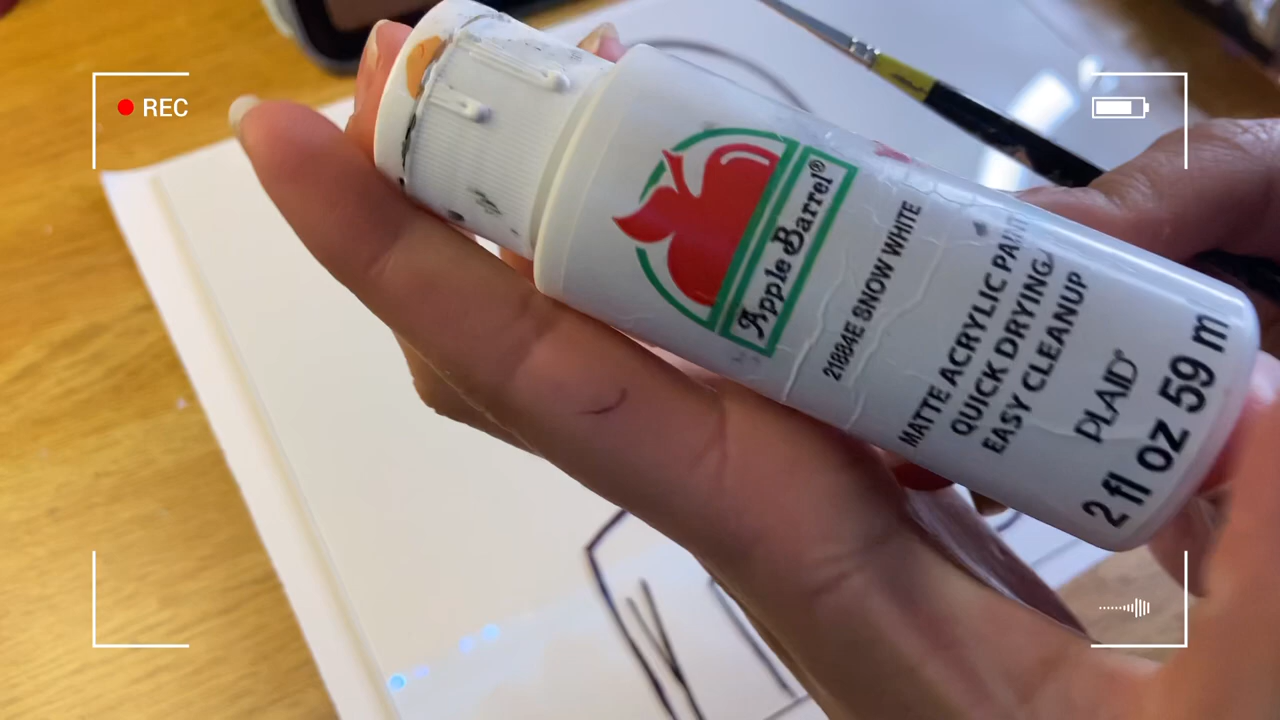 REC
Apple Barrel®
21884E SNOW WHITE
MATTE ACRYLIC PAINT
QUICK DRYING
EASY CLEANUP
PLAID®
2 fl oz 59 m